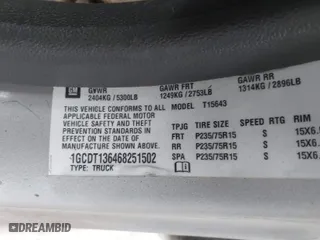 GM
GVWR GAWR FRT GAWR RR
2404KG / 5300LB 1249KG / 2753LB 1314KG / 2896LB
THIS VEHICLE CONFORMS TO ALL MODEL T15643
APPLICABLE FEDERAL MOTOR
VEHICLE SAFETY, AND THEFT
PREVENTION STANDARDS IN
EFFECT ON THE DATE OF
MANUFACTURE SHOWN ABOVE.
TPJG TIRE SIZE SPEED RTG RIM
FRT P235/75R15 S 15X6.
RR P235/75R15 S 15X6.
SPA P235/75R15 S 15X6.
1GCDT136468251502
TYPE: TRUCK
DRIVEHISTORY.COM